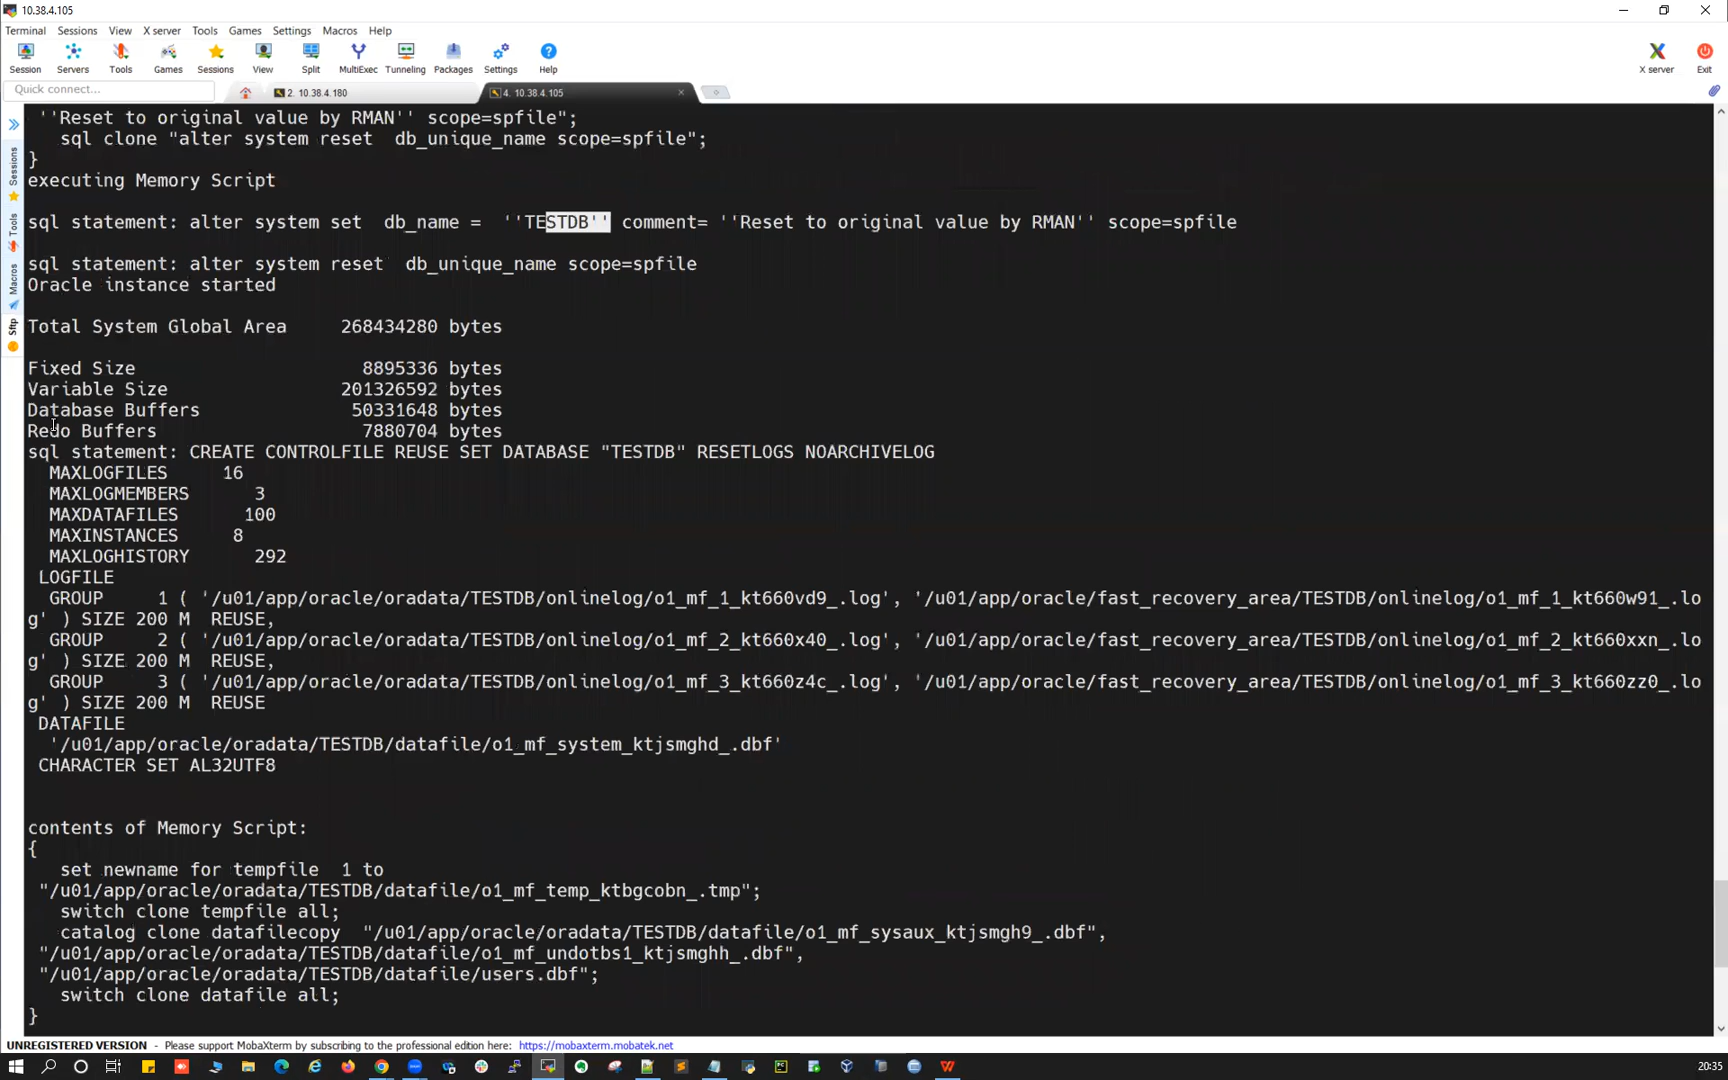 10.38.4.105
Terminal Sessions View X server Tools Games Settings Macros Help
Session Servers Tools Games Sessions View Split MultiExec Tunneling Packages Settings Help X server Exit
Quick connect... 2. 10.38.4.180 4. 10.38.4.105
Sessions
Tools
Macros
Sftp
''Reset to original value by RMAN'' scope=spfile";
   sql clone "alter system reset  db_unique_name scope=spfile";
}
executing Memory Script
sql statement: alter system set  db_name =  ''TESTDB'' comment= ''Reset to original value by RMAN'' scope=spfile
sql statement: alter system reset  db_unique_name scope=spfile
Oracle instance started
Total System Global Area     268434280 bytes
Fixed Size                     8895336 bytes
Variable Size                201326592 bytes
Database Buffers              50331648 bytes
Redo Buffers                   7880704 bytes
sql statement: CREATE CONTROLFILE REUSE SET DATABASE "TESTDB" RESETLOGS NOARCHIVELOG
  MAXLOGFILES     16
  MAXLOGMEMBERS      3
  MAXDATAFILES      100
  MAXINSTANCES     8
  MAXLOGHISTORY      292
 LOGFILE
  GROUP     1 ( '/u01/app/oracle/oradata/TESTDB/onlinelog/o1_mf_1_kt660vd9_.log', '/u01/app/oracle/fast_recovery_area/TESTDB/onlinelog/o1_mf_1_kt660w91_.lo
g' ) SIZE 200 M  REUSE,
  GROUP     2 ( '/u01/app/oracle/oradata/TESTDB/onlinelog/o1_mf_2_kt660x40_.log', '/u01/app/oracle/fast_recovery_area/TESTDB/onlinelog/o1_mf_2_kt660xxn_.lo
g' ) SIZE 200 M  REUSE,
  GROUP     3 ( '/u01/app/oracle/oradata/TESTDB/onlinelog/o1_mf_3_kt660z4c_.log', '/u01/app/oracle/fast_recovery_area/TESTDB/onlinelog/o1_mf_3_kt660zz0_.lo
g' ) SIZE 200 M  REUSE
 DATAFILE
  '/u01/app/oracle/oradata/TESTDB/datafile/o1_mf_system_ktjsmghd_.dbf'
 CHARACTER SET AL32UTF8
contents of Memory Script:
{
   set newname for tempfile  1 to
 "/u01/app/oracle/oradata/TESTDB/datafile/o1_mf_temp_ktbgcobn_.tmp";
   switch clone tempfile all;
   catalog clone datafilecopy  "/u01/app/oracle/oradata/TESTDB/datafile/o1_mf_sysaux_ktjsmgh9_.dbf",
 "/u01/app/oracle/oradata/TESTDB/datafile/o1_mf_undotbs1_ktjsmghh_.dbf",
 "/u01/app/oracle/oradata/TESTDB/datafile/users.dbf";
   switch clone datafile all;
}
UNREGISTERED VERSION - Please support MobaXterm by subscribing to the professional edition here: https://mobaxterm.mobatek.net
20:35